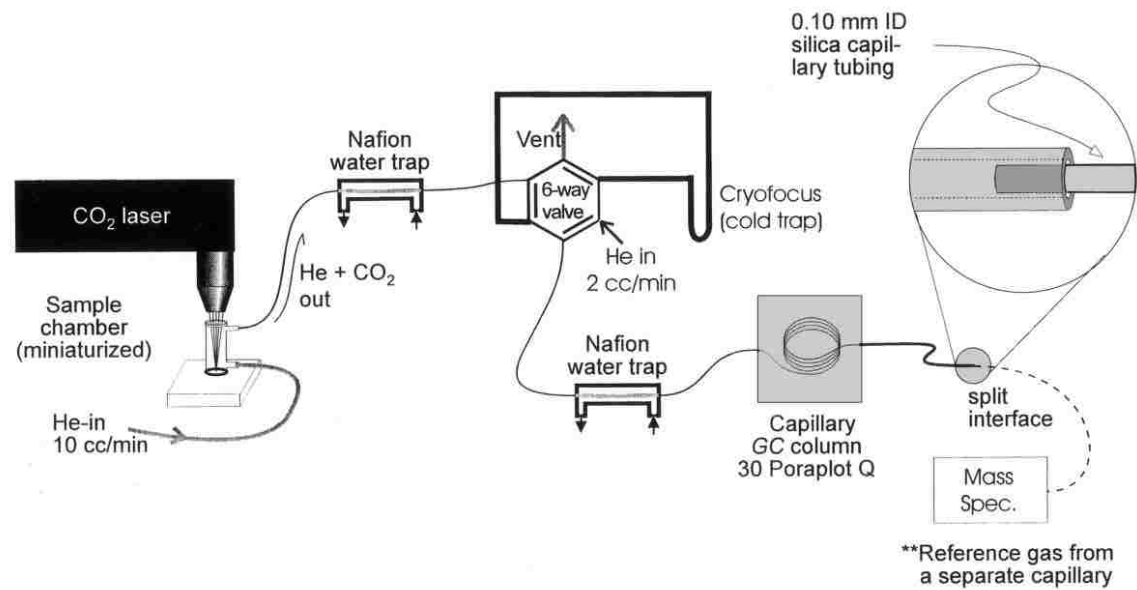 0.10 mm ID
silica capil-
lary tubing
Vent
Nafion
water trap
6-way
valve
CO₂ laser
Cryofocus
(cold trap)
He + CO₂
out
He in
2 cc/min
Sample
chamber
(miniaturized)
Nafion
water trap
He-in
10 cc/min
split
interface
Capillary
GC column
30 Poraplot Q
Mass
Spec.
**Reference gas from
a separate capillary